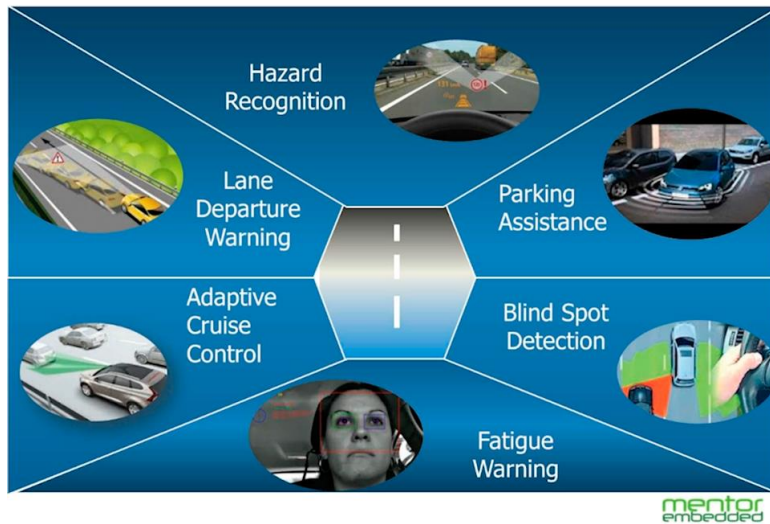 Hazard
Recognition
Lane
Departure
Warning
Parking
Assistance
Adaptive
Cruise
Control
Blind Spot
Detection
Fatigue
Warning
mentor
embedded